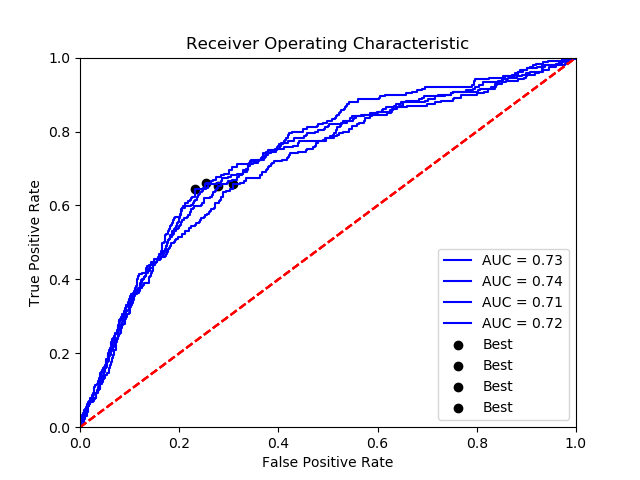 Receiver Operating Characteristic
True Positive Rate
1.0
0.8
0.6
0.4
0.2
0.0
AUC = 0.73
AUC = 0.74
AUC = 0.71
AUC = 0.72
Best
Best
Best
Best
0.0 0.2 0.4 0.6 0.8 1.0
False Positive Rate